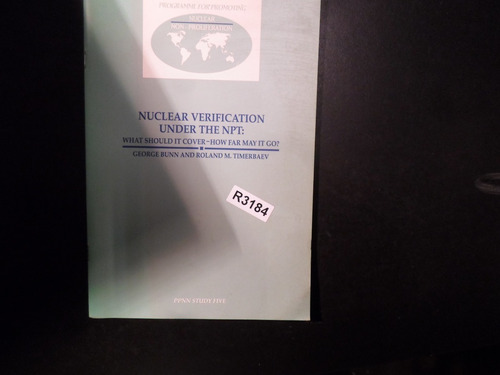 PROGRAMME FOR PROMOTING
NUCLEAR
NON-PROLIFERATION
NUCLEAR VERIFICATION
UNDER THE NPT:
WHAT SHOULD IT COVER-HOW FAR MAY IT GO?
GEORGE BUNN AND ROLAND M. TIMERBAEV
R3184
PPNN STUDY FIVE